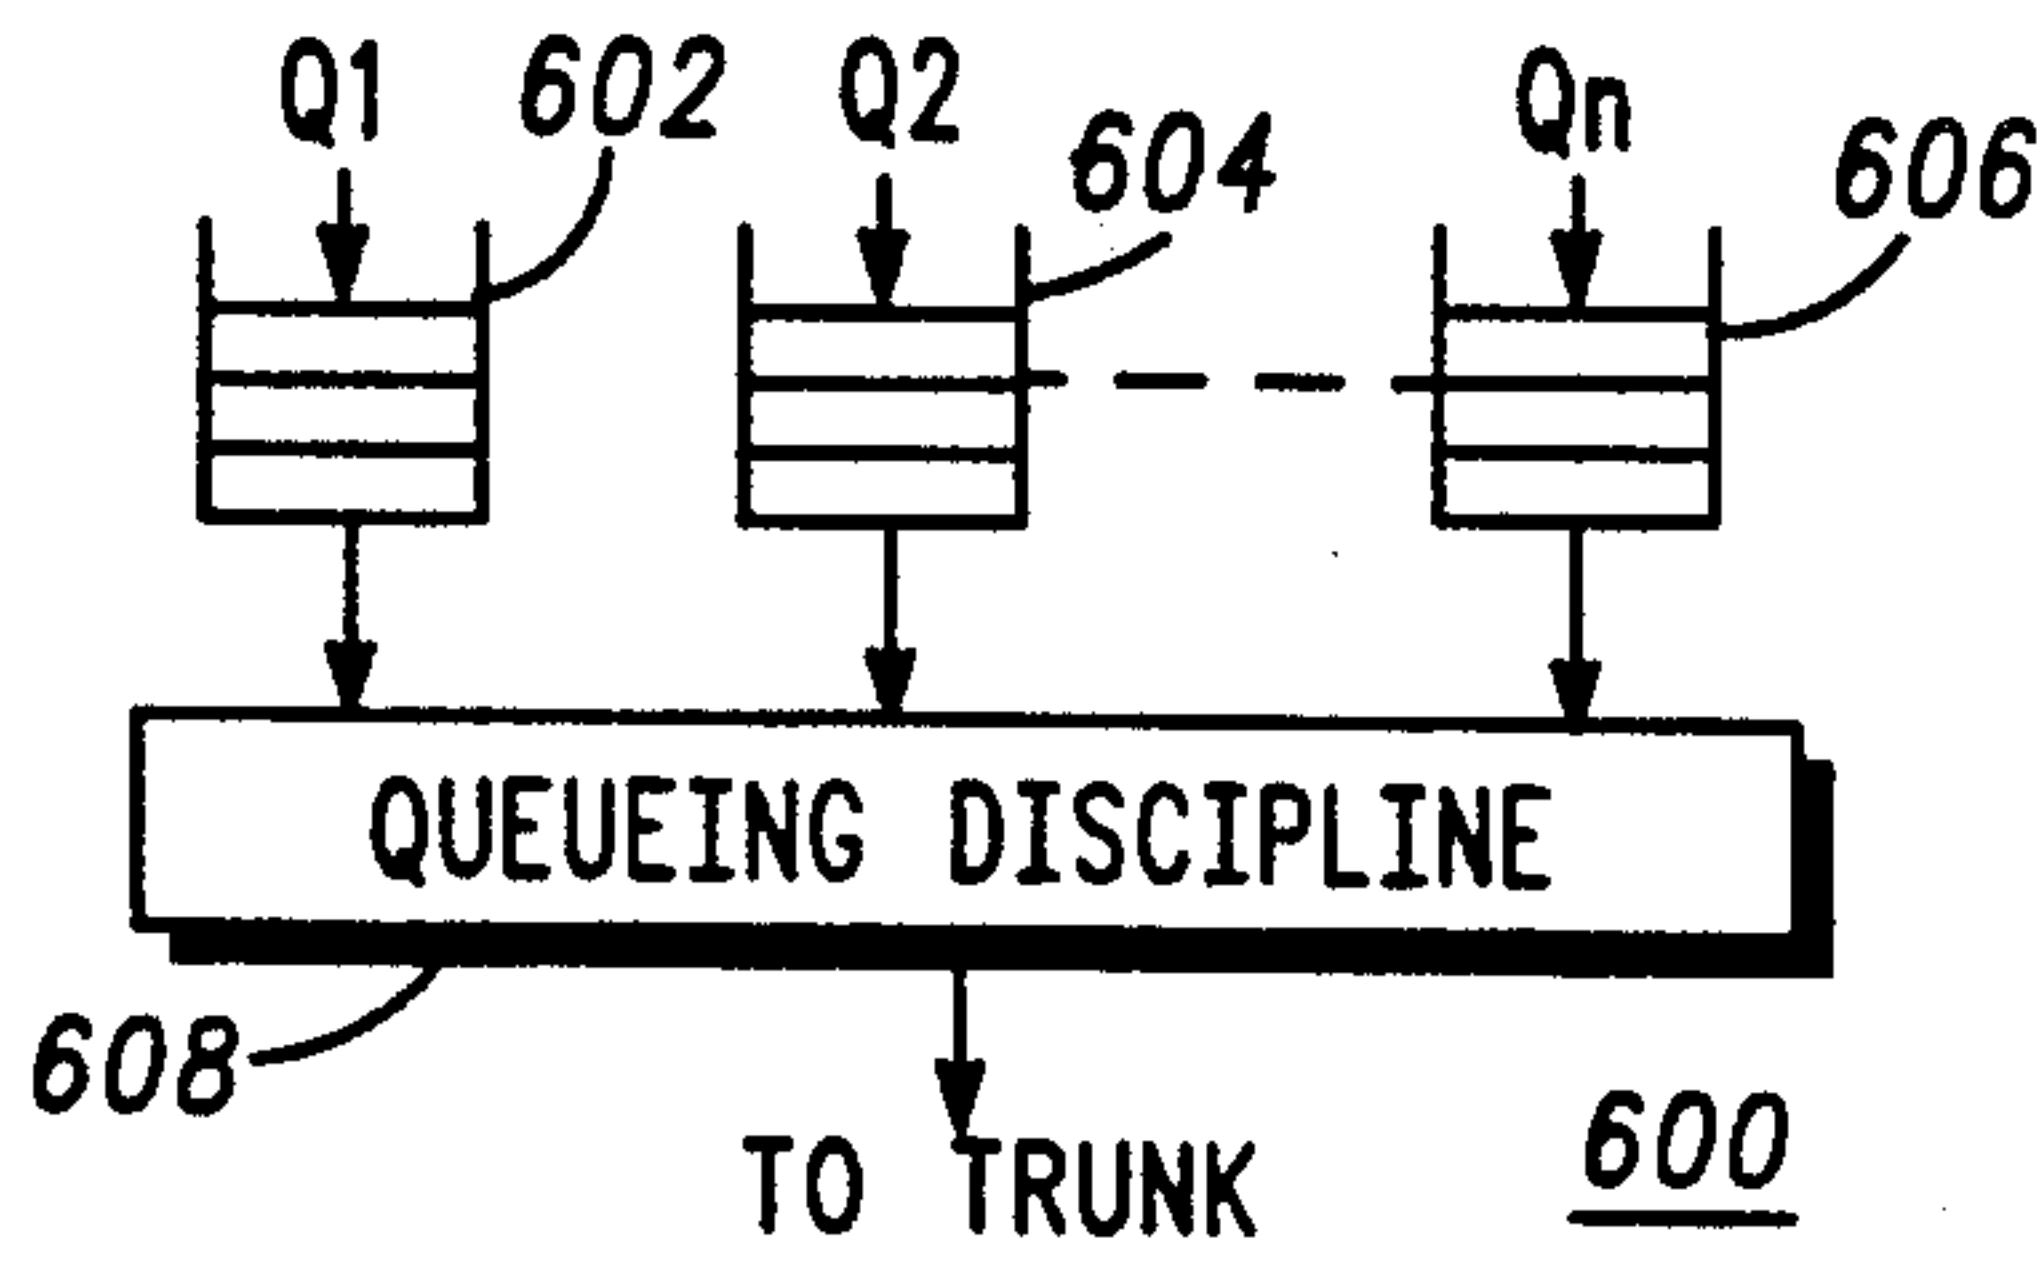 Q1 602 Q2 604 Qn 606
QUEUEING DISCIPLINE
608
TO TRUNK
600